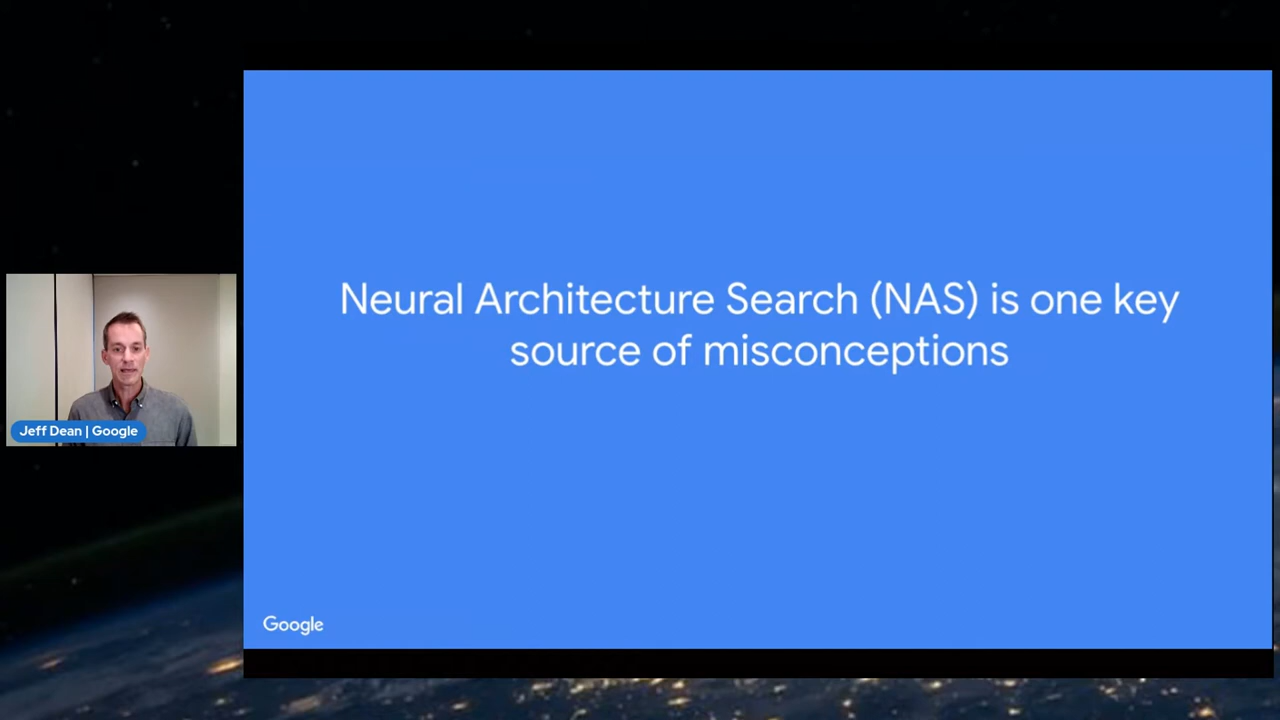 Neural Architecture Search (NAS) is one key
source of misconceptions
Jeff Dean | Google
Google